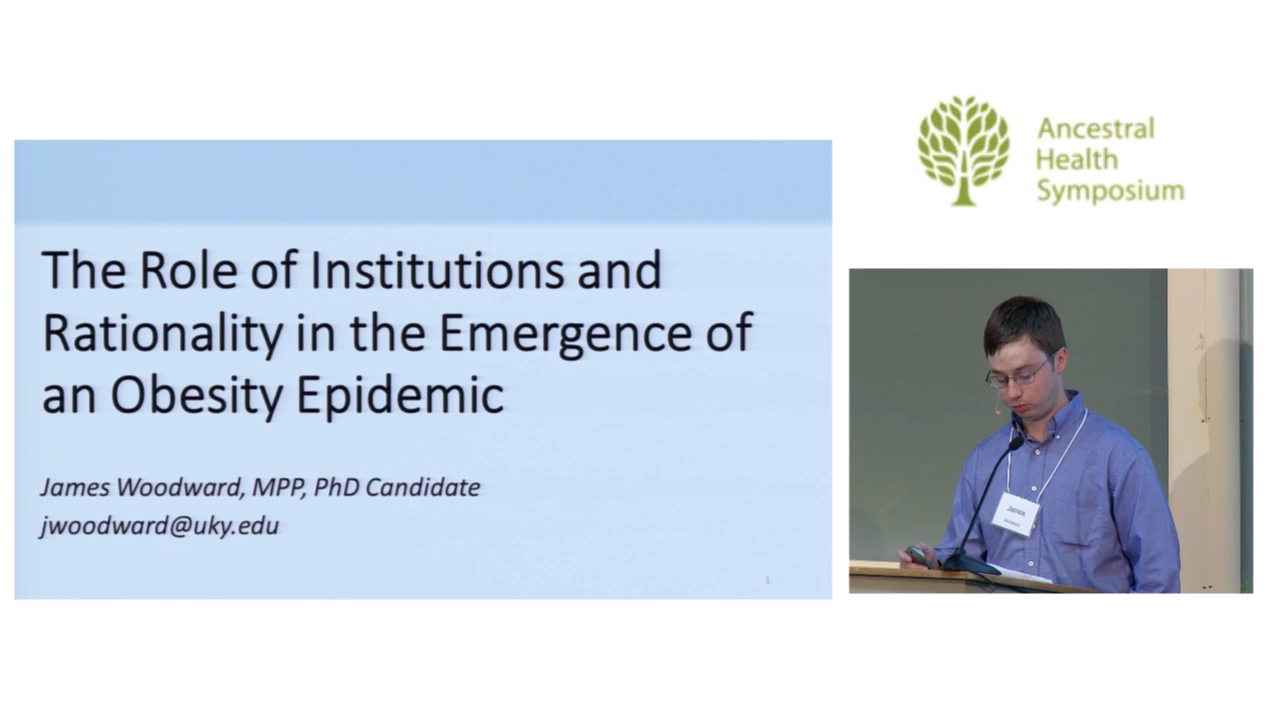 The Role of Institutions and
Rationality in the Emergence of
an Obesity Epidemic
James Woodward, MPP, PhD Candidate
jwoodward@uky.edu
1
Ancestral
Health
Symposium
James